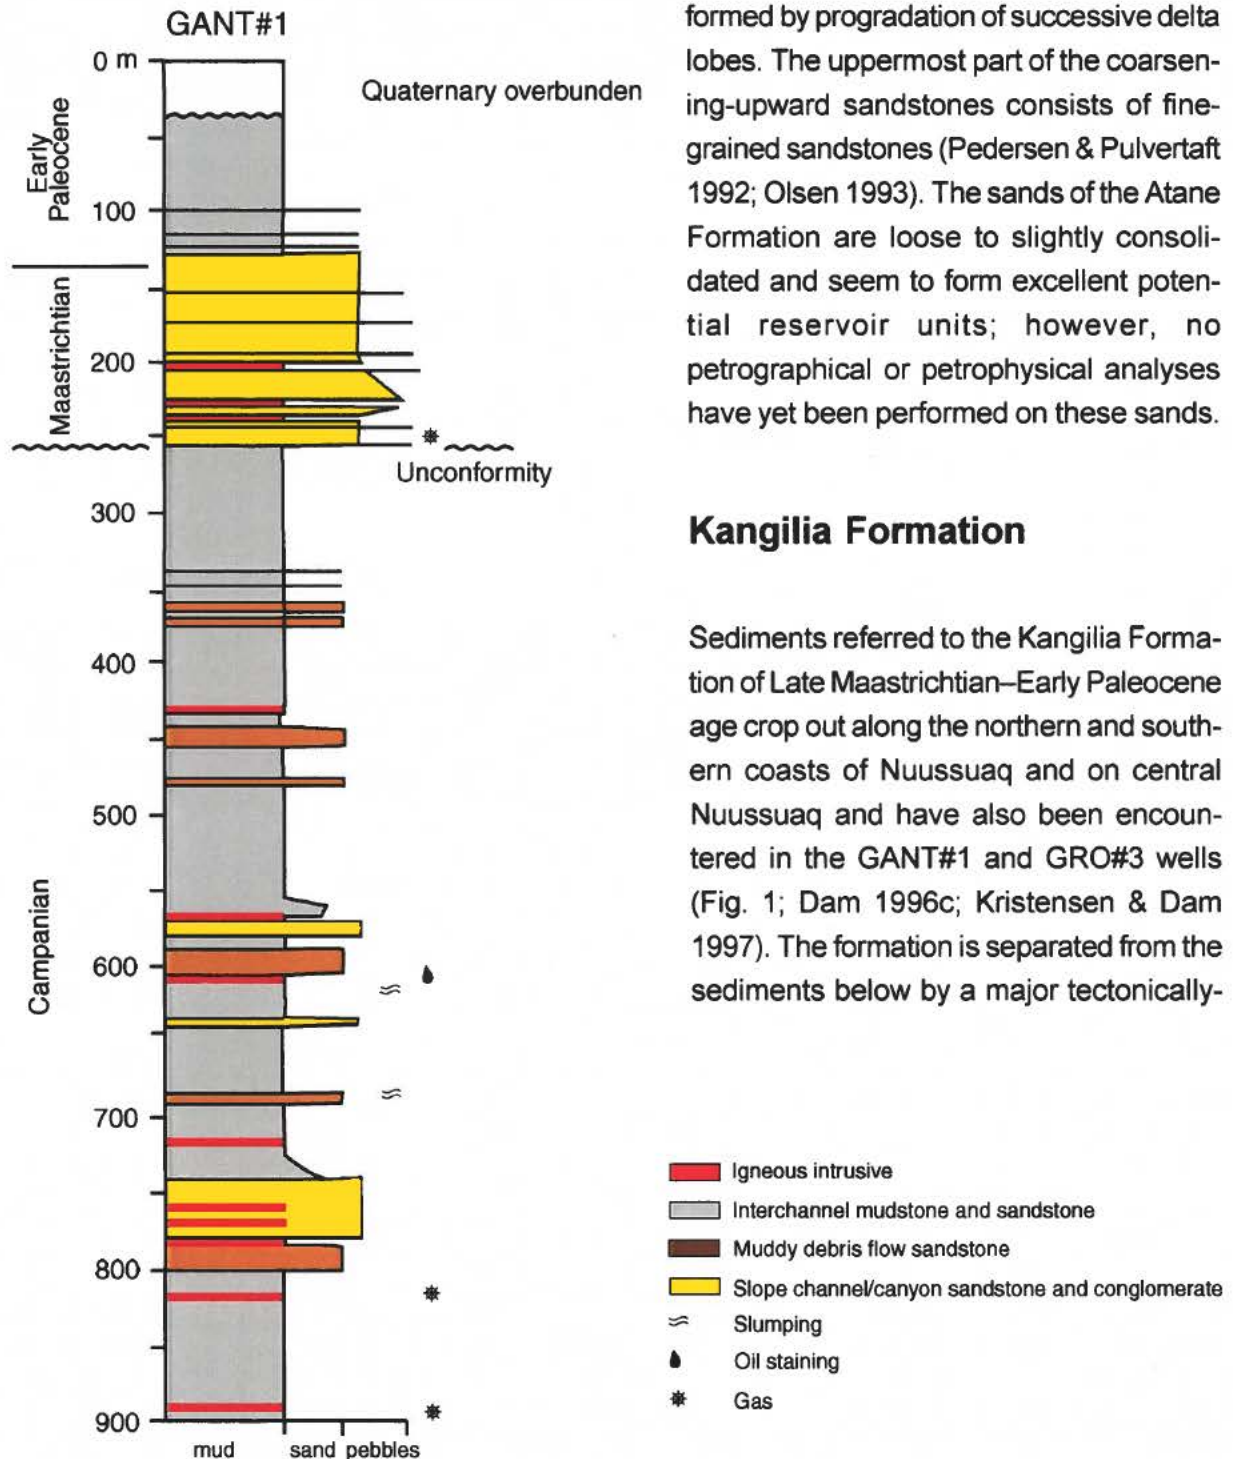 GANT#1
0 m
100
200
300
400
500
600
700
800
900
Early
Paleocene
Maastrichtian
Campanian
Quaternary overbunden
Unconformity
mud
sand
pebbles
formed by progradation of successive delta
lobes. The uppermost part of the coarsen-
ing-upward sandstones consists of fine-
grained sandstones (Pedersen & Pulvertaft
1992; Olsen 1993). The sands of the Atane
Formation are loose to slightly consoli-
dated and seem to form excellent poten-
tial reservoir units; however, no
petrographical or petrophysical analyses
have yet been performed on these sands.
Kangilia Formation
Sediments referred to the Kangilia Forma-
tion of Late Maastrichtian–Early Paleocene
age crop out along the northern and south-
ern coasts of Nuussuaq and on central
Nuussuaq and have also been encoun-
tered in the GANT#1 and GRO#3 wells
(Fig. 1; Dam 1996c; Kristensen & Dam
1997). The formation is separated from the
sediments below by a major tectonically-
Igneous intrusive
Interchannel mudstone and sandstone
Muddy debris flow sandstone
Slope channel/canyon sandstone and conglomerate
Slumping
Oil staining
Gas